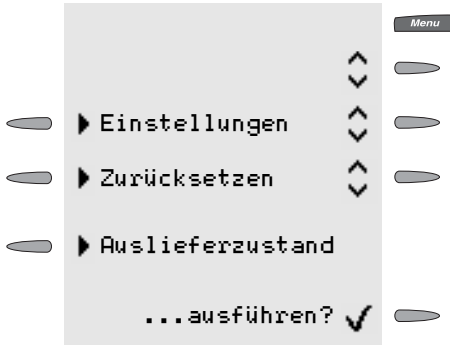 Menu
Einstellungen
Zurücksetzen
Auslieferzustand
...ausführen?